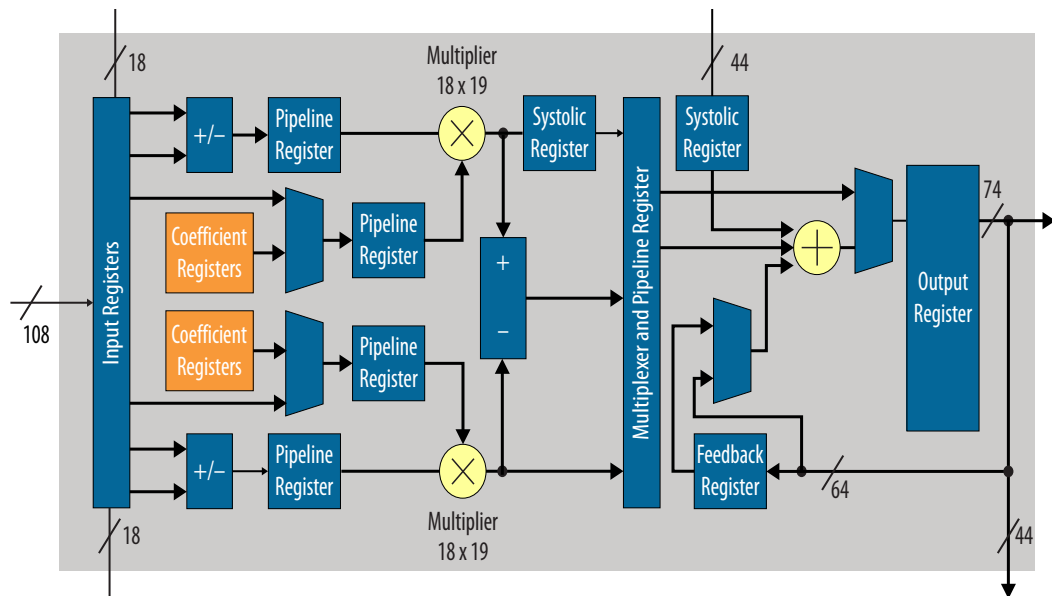 18
44
Multiplier
18 x 19
+/−
Pipeline
Register
Systolic
Register
Systolic
Register
Coefficient
Registers
Pipeline
Register
74
+
−
Input Registers
Multiplexer and Pipeline Register
Output
Register
108
Coefficient
Registers
Pipeline
Register
+/−
Pipeline
Register
Feedback
Register
64
Multiplier
18 x 19
18
44